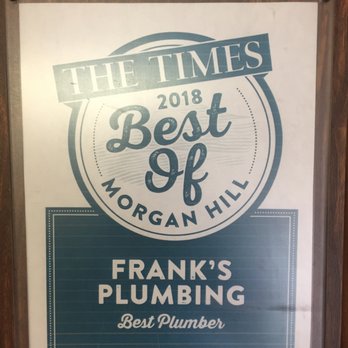 THE TIMES
2018
Best
Of
MORGAN HILL
FRANK'S
PLUMBING
Best Plumber